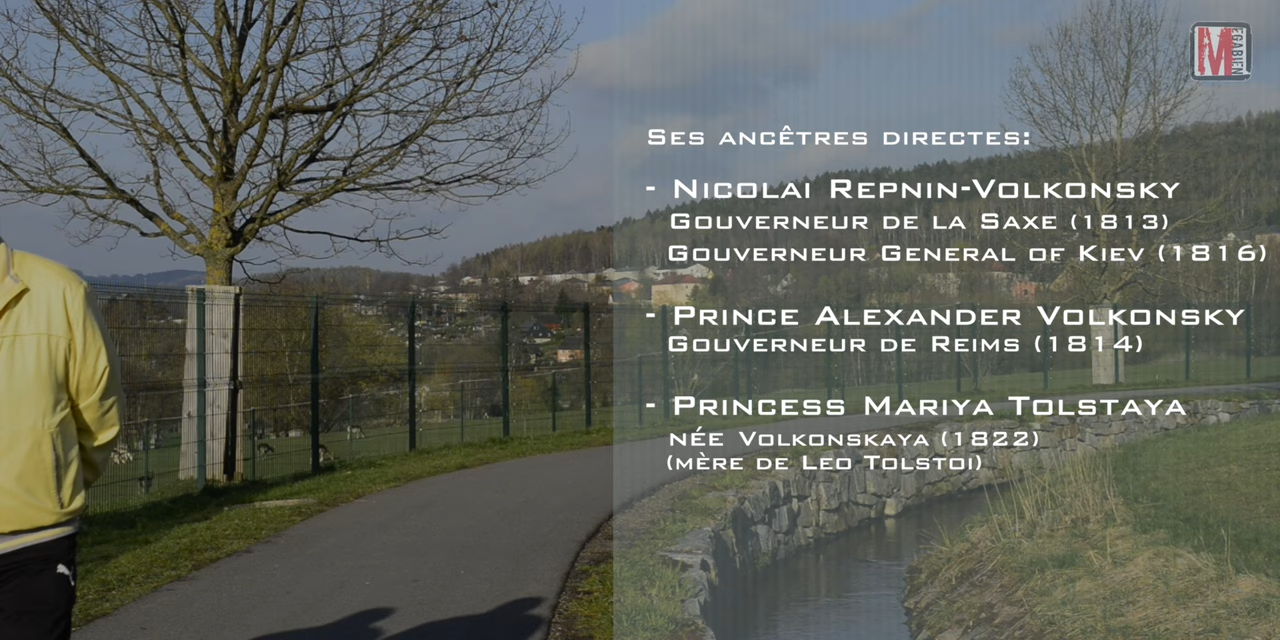 MEGABIEN
Ses ancêtres directes:
- Nicolai Repnin-Volkonsky
Gouverneur de la Saxe (1813)
Gouverneur General of Kiev (1816)
- Prince Alexander Volkonsky
Gouverneur de Reims (1814)
- Princess Mariya Tolstaya
née Volkonskaya (1822)
(mère de Leo Tolstoi)